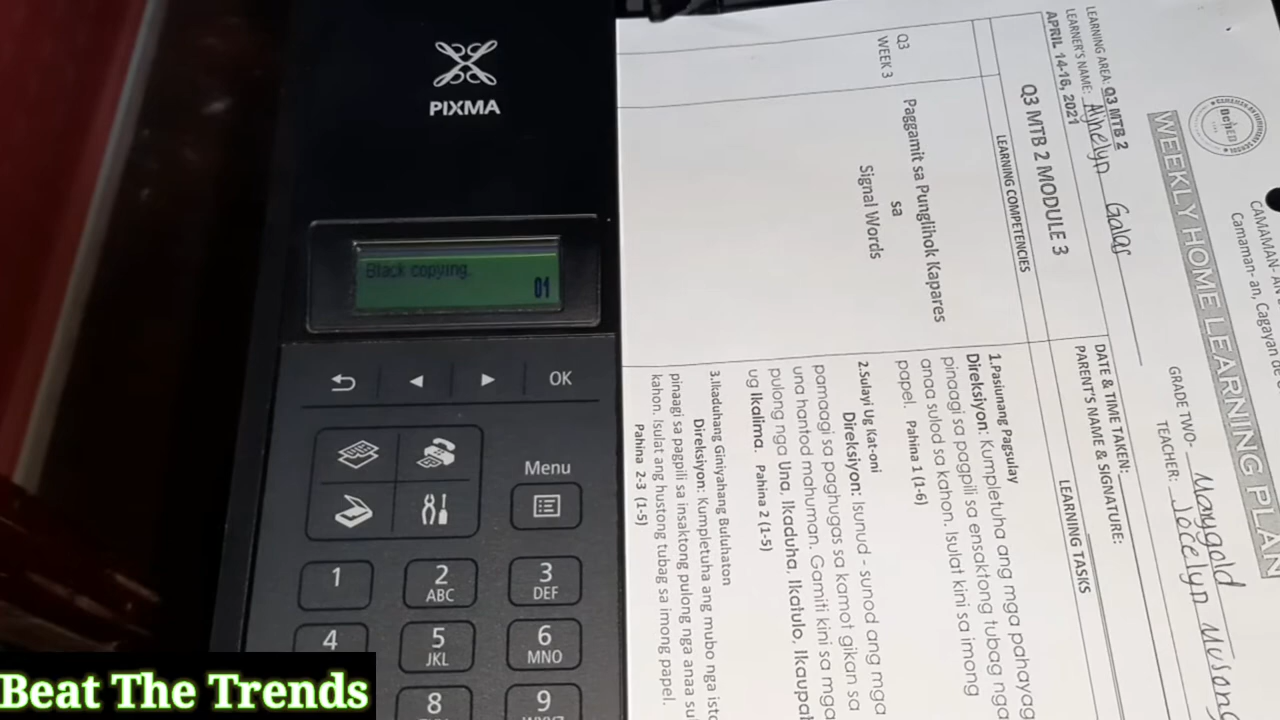 PIXMA
Black copying.
01
OK
Menu
1
2
ABC
3
DEF
4
5
JKL
6
MNO
8
9
Beat The Trends
CAMAMAN- AN
Camaman- an, Cagayan de
WEEKLY HOME LEARNING PLAN
LEARNING AREA: Q3 MTB 2
LEARNER'S NAME: Aljhelyn Galas
APRIL 14-16, 2021
GRADE TWO- Maygold
TEACHER: Jocelyn
DATE & TIME TAKEN:
PARENT'S NAME & SIGNATURE:
Q3 MTB 2 MODULE 3
LEARNING COMPETENCIES
LEARNING TASKS
Q3
WEEK 3
Paggamit sa Punglihok Kapares
sa
Signal Words
1.Pasiunang Pagsulay
Direksiyon: Kumpletuha ang mga pahayag
pinaagi sa pagpili sa ensaktong tubag nga
anaa sulod sa kahon. Isulat kini sa imong
papel. Pahina 1 (1-6)
2.Sulayi Ug Kat-oni
Direksiyon: Isunud - sunod ang mga
pamaagi sa paghugas sa kamot gikan sa
una hantod mahuman. Gamiti kini sa mga
pulong nga Una, Ikaduha, Ikatulo, Ikaupat
ug Ikalima. Pahina 2 (1-5)
3.Ikaduhang Giniyahang Buluhaton
Direksiyon: Kumpletuha ang mubo nga
pinaagi sa pagpili sa insaktong pulong nga anaa
kahon. Isulat ang hustong tubag sa imong papel.
Pahina 2-3 (1-5)